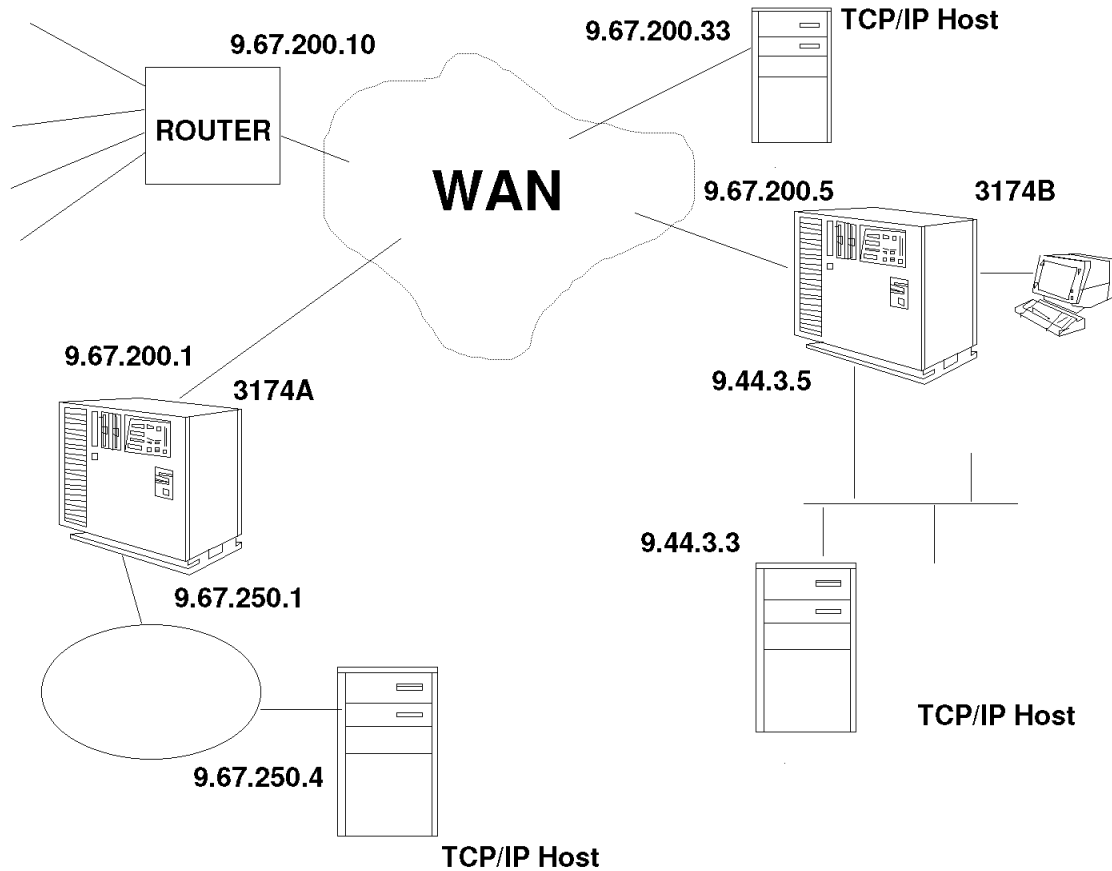 TCP/IP Host
9.67.200.33
9.67.200.10
ROUTER
WAN
9.67.200.5
3174B
9.67.200.1
3174A
9.44.3.5
9.44.3.3
9.67.250.1
TCP/IP Host
9.67.250.4
TCP/IP Host